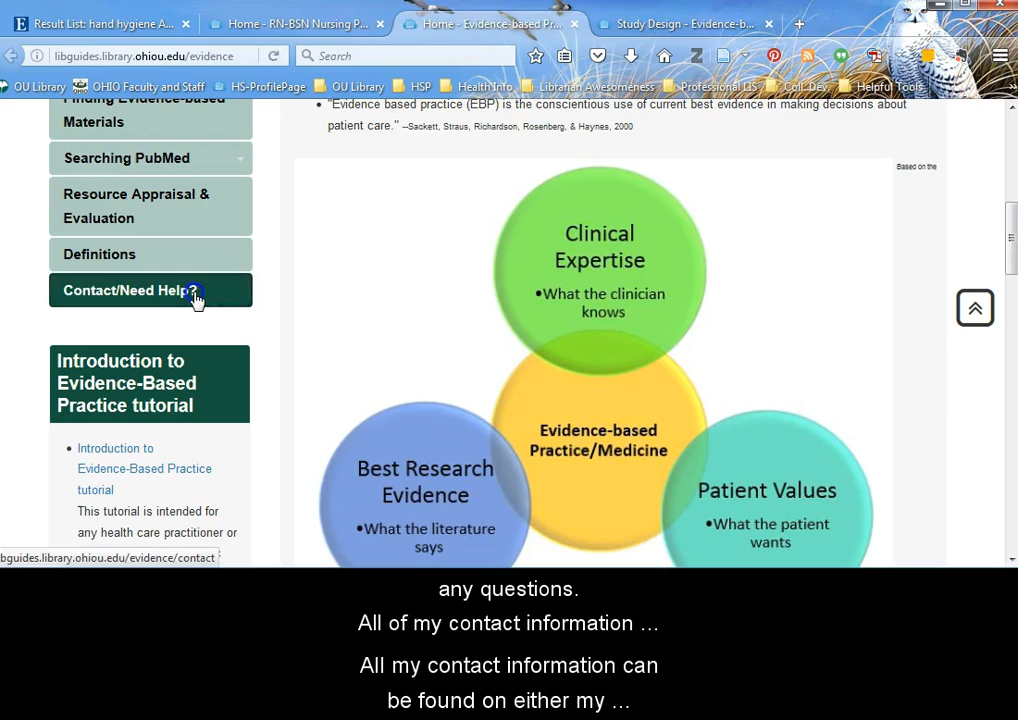 Result List: hand hygiene A...
Home - RN-BSN Nursing P...
Home - Evidence-based Pr...
Study Design - Evidence-b...
libguides.library.ohiou.edu/evidence
Search
OU Library
OHIO Faculty and Staff
HS-ProfilePage
OU Library
HSP
Health Info
Librarian Awesomeness
Professional LIS
Coll. Dev.
Helpful Tools
Finding Evidence-based
Materials
Searching PubMed
Resource Appraisal &
Evaluation
Definitions
Contact/Need Help?
Introduction to
Evidence-Based
Practice tutorial
• Introduction to
Evidence-Based Practice
tutorial
This tutorial is intended for
any health care practitioner or
bguides.library.ohiou.edu/evidence/contact
• "Evidence based practice (EBP) is the conscientious use of current best evidence in making decisions about
patient care." --Sackett, Straus, Richardson, Rosenberg, & Haynes, 2000
Based on the
Clinical
Expertise
•What the clinician
knows
Evidence-based
Practice/Medicine
Best Research
Evidence
•What the literature
says
Patient Values
•What the patient
wants
any questions.
All of my contact information ...
All my contact information can
be found on either my ...